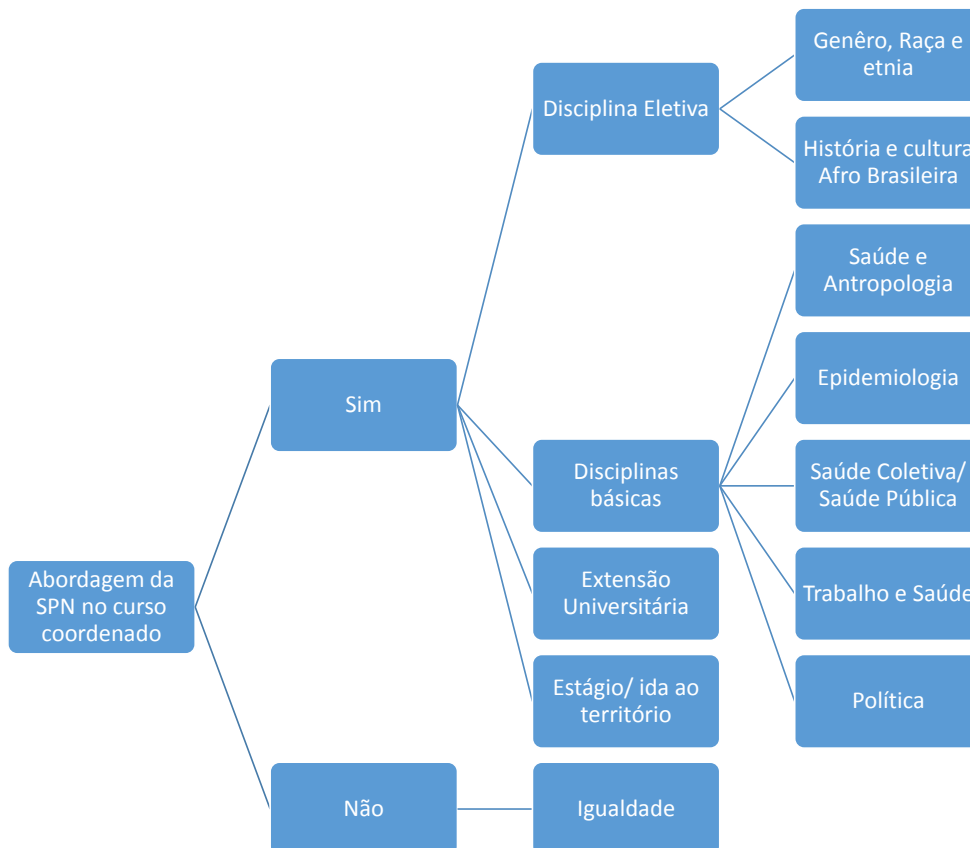 Genêro, Raça e
etnia
Disciplina Eletiva
História e cultura
Afro Brasileira
Saúde e
Antropologia
Sim
Epidemiologia
Disciplinas
básicas
Saúde Coletiva/
Saúde Pública
Abordagem da
SPN no curso
coordenado
Extensão
Universitária
Trabalho e Saúde
Estágio/ ida ao
território
Política
Não
Igualdade